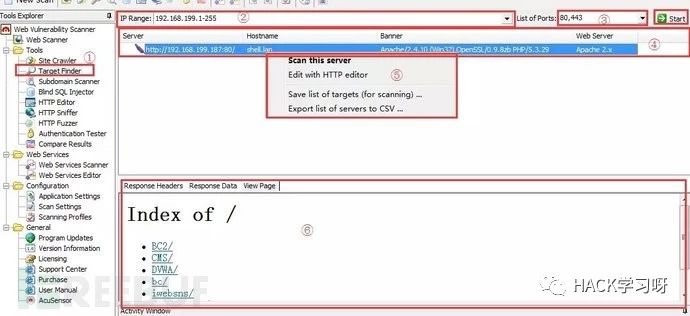 New Scan
Tools Explorer
Web Vulnerability Scanner
Web Scanner
Tools
①
Site Crawler
Target Finder
Subdomain Scanner
Blind SQL Injector
HTTP Editor
HTTP Sniffer
HTTP Fuzzer
Authentication Tester
Compare Results
Web Services
Web Services Scanner
Web Services Editor
Configuration
Application Settings
Scan Settings
Scanning Profiles
General
Program Updates
Version Information
Licensing
Support Center
Purchase
User Manual
AcuSensor
IP Range: 192.168.199.1-255
②
List of Ports: 80,443
③
Start
Server Hostname Banner Web Server
④
http://192.168.199.187:80/ shell.lan Apache/2.4.10 (Win32) OpenSSL/0.9.8zb PHP/5.3.29 Apache 2.x
Scan this server
Edit with HTTP editor
⑤
Save list of targets (for scanning) ...
Export list of servers to CSV ...
Response Headers Response Data View Page
Index of /
⑥
BC2/
CMS/
DVWA/
bc/
iwebsns/
Activity Window
REEBUF
HACK学习呀